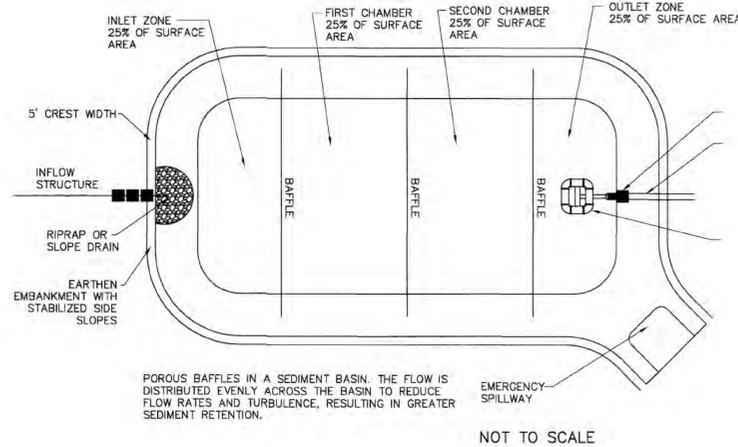 INLET ZONE
25% OF SURFACE
AREA
FIRST CHAMBER
25% OF SURFACE
AREA
SECOND CHAMBER
25% OF SURFACE
AREA
OUTLET ZONE
25% OF SURFACE AREA
5' CREST WIDTH
INFLOW
STRUCTURE
RIPRAP OR
SLOPE DRAIN
EARTHEN
EMBANKMENT WITH
STABILIZED SIDE
SLOPES
BAFFLE
BAFFLE
BAFFLE
POROUS BAFFLES IN A SEDIMENT BASIN. THE FLOW IS
DISTRIBUTED EVENLY ACROSS THE BASIN TO REDUCE
FLOW RATES AND TURBULENCE, RESULTING IN GREATER
SEDIMENT RETENTION.
EMERGENCY
SPILLWAY
NOT TO SCALE